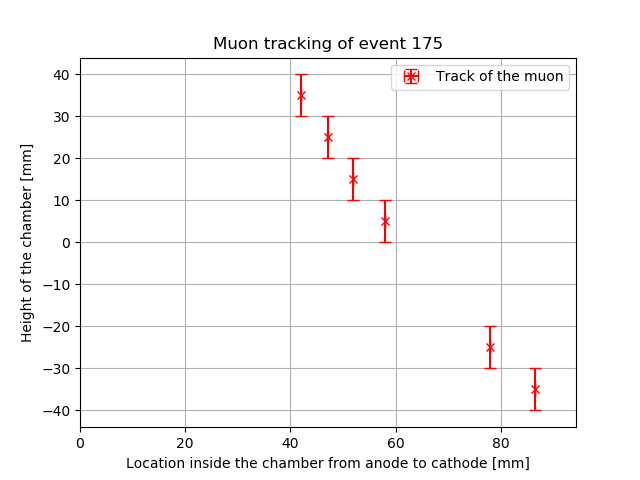 Muon tracking of event 175
Track of the muon
40
30
20
10
0
−10
−20
−30
−40
Height of the chamber [mm]
0 20 40 60 80
Location inside the chamber from anode to cathode [mm]